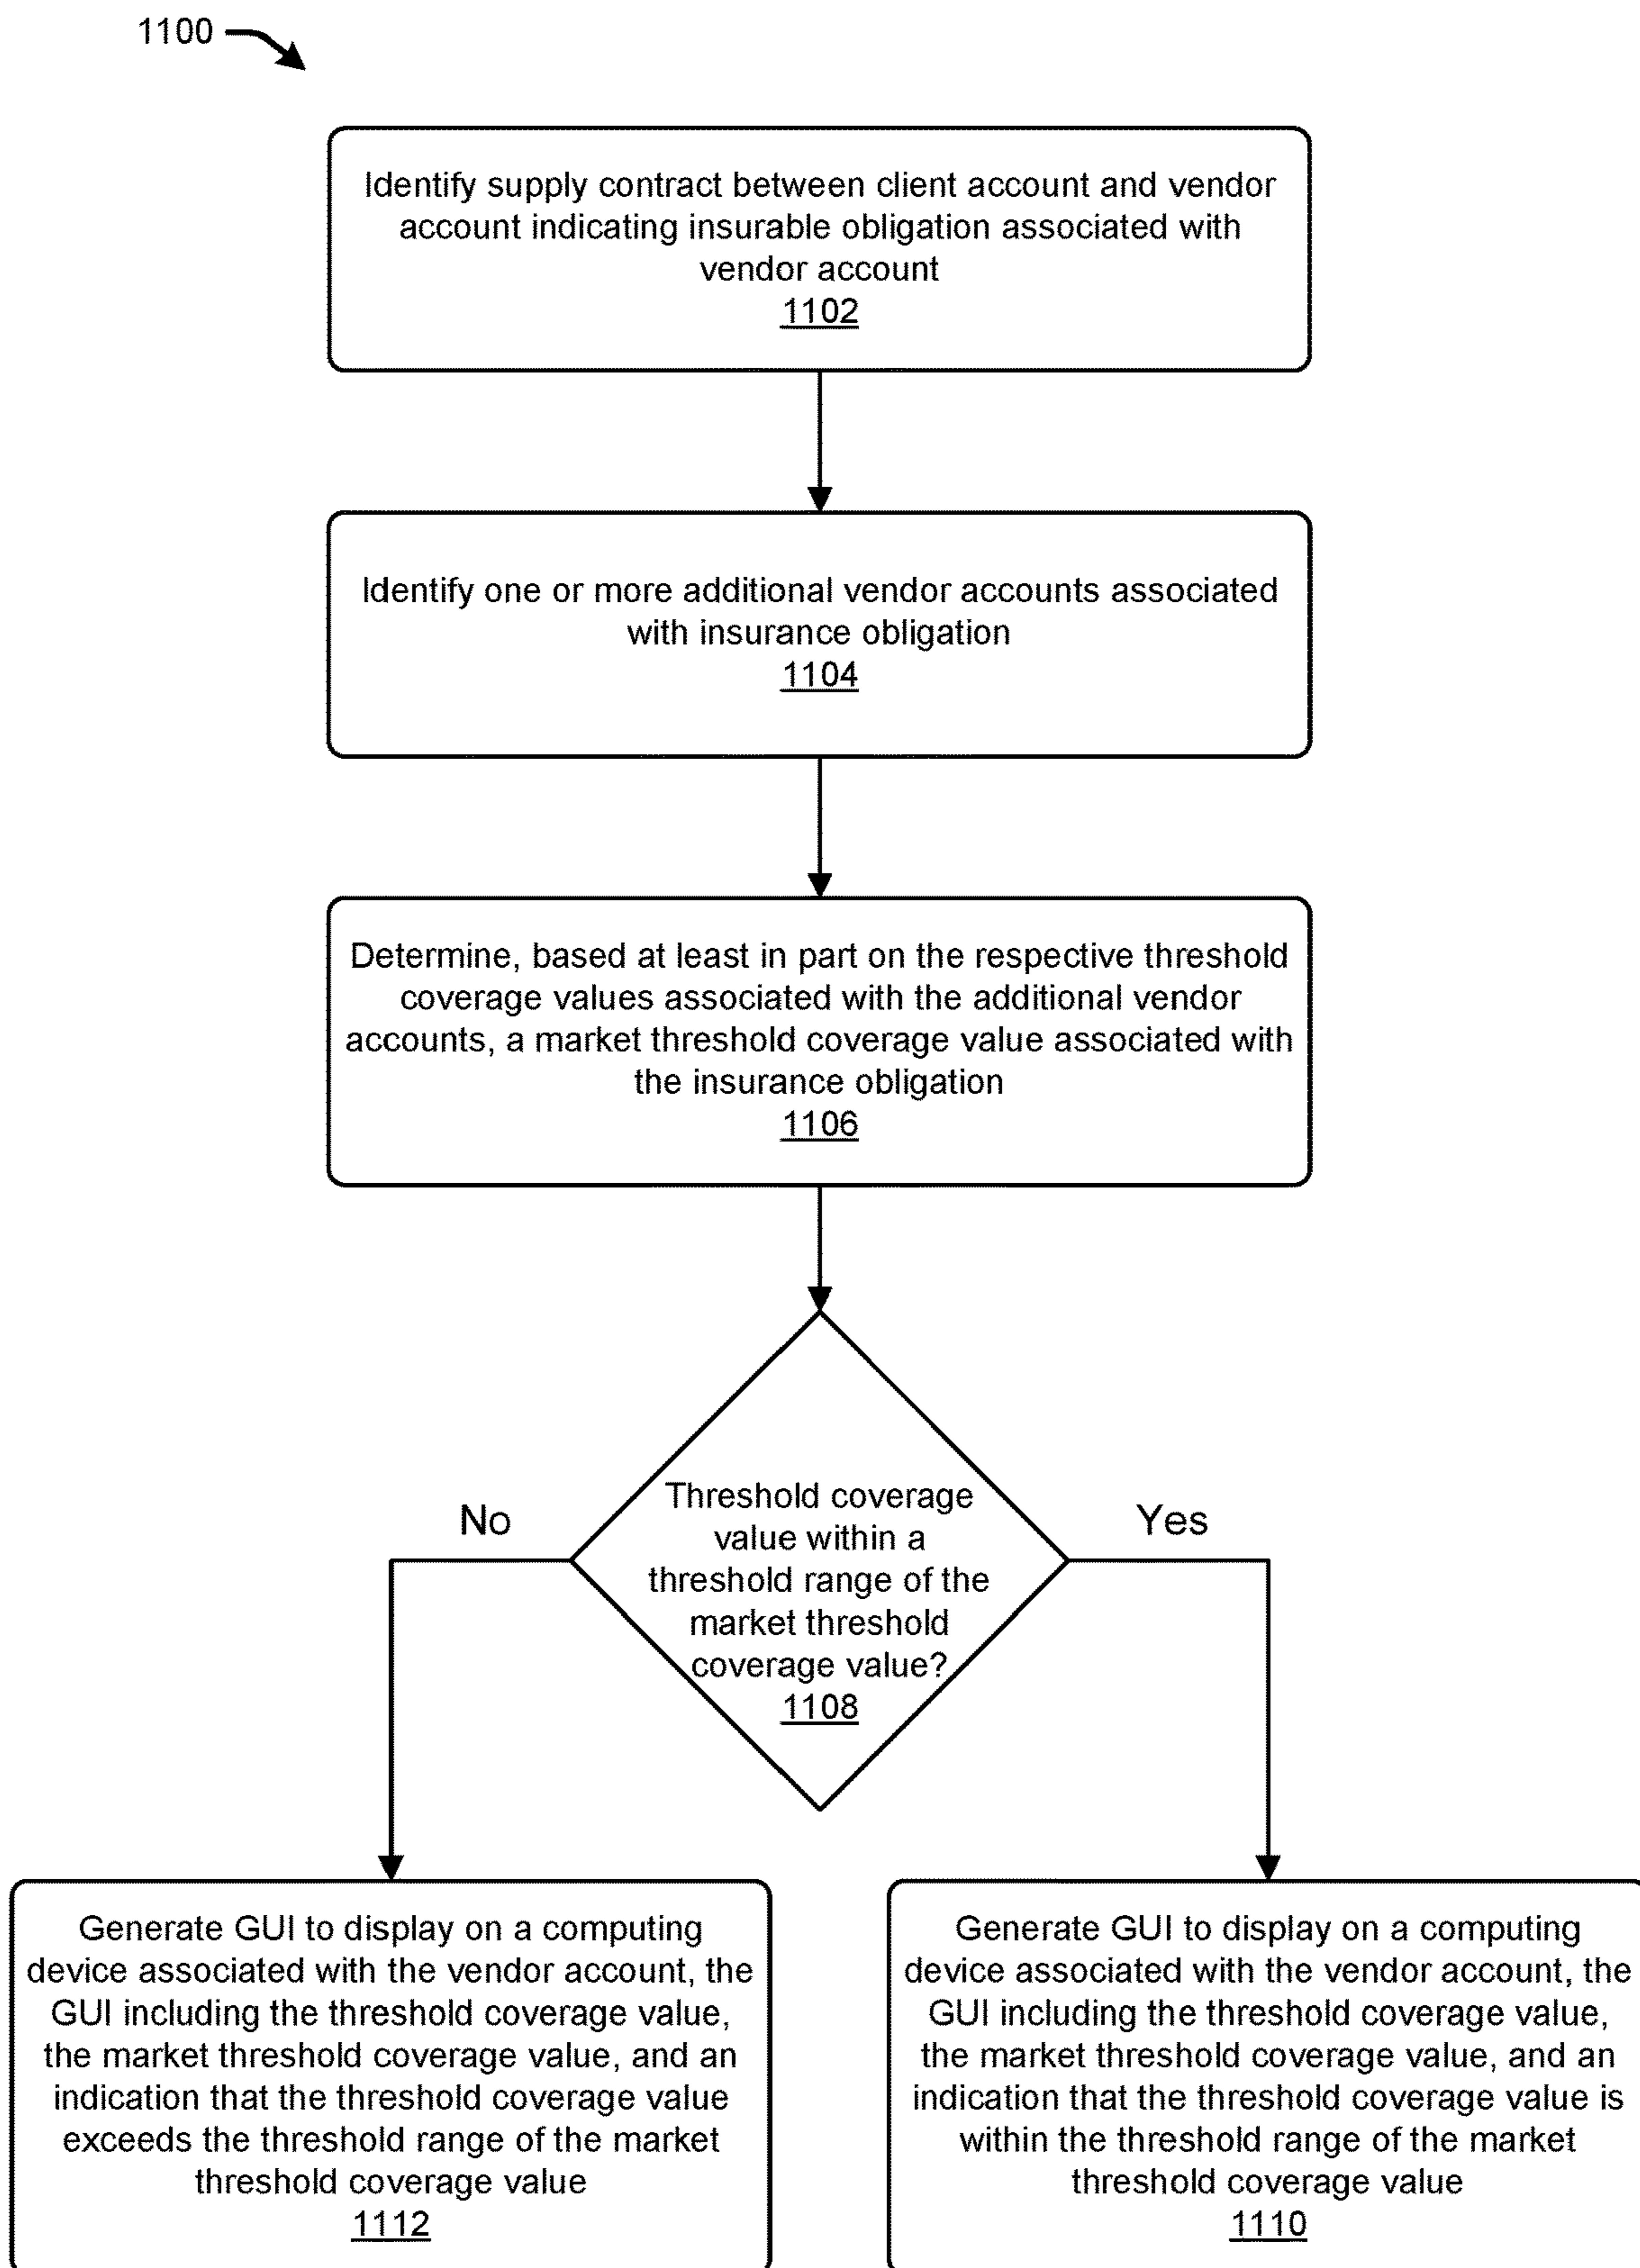 1100
Identify supply contract between client account and vendor
account indicating insurable obligation associated with
vendor account
1102
Identify one or more additional vendor accounts associated
with insurance obligation
1104
Determine, based at least in part on the respective threshold
coverage values associated with the additional vendor
accounts, a market threshold coverage value associated with
the insurance obligation
1106
Threshold coverage
value within a
threshold range of the
market threshold
coverage value?
1108
No
Yes
Generate GUI to display on a computing
device associated with the vendor account, the
GUI including the threshold coverage value,
the market threshold coverage value, and an
indication that the threshold coverage value
exceeds the threshold range of the market
threshold coverage value
1112
Generate GUI to display on a computing
device associated with the vendor account, the
GUI including the threshold coverage value,
the market threshold coverage value, and an
indication that the threshold coverage value is
within the threshold range of the market
threshold coverage value
1110